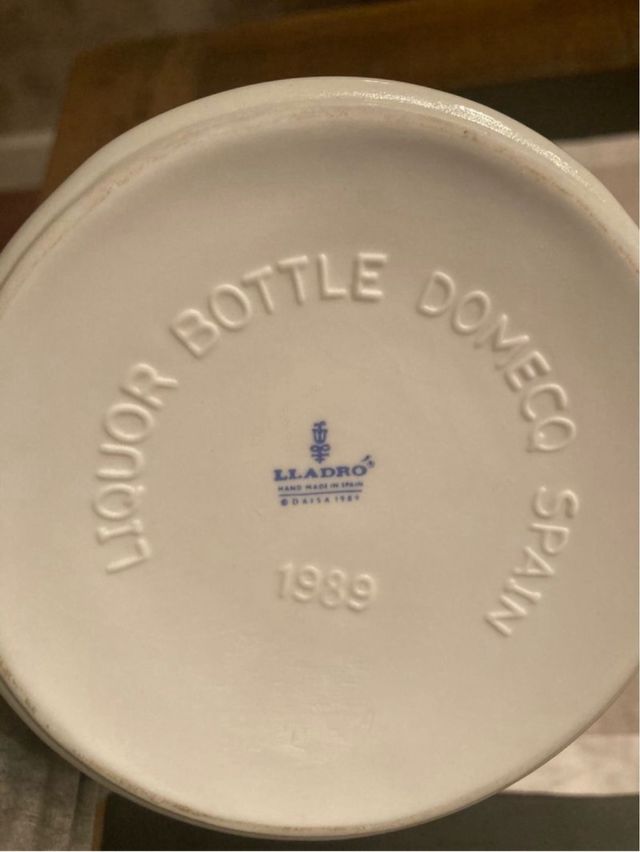 LIQUOR BOTTLE DOMECQ SPAIN
LLADRÓ®
HAND MADE IN SPAIN
© DAISA 1989
1989